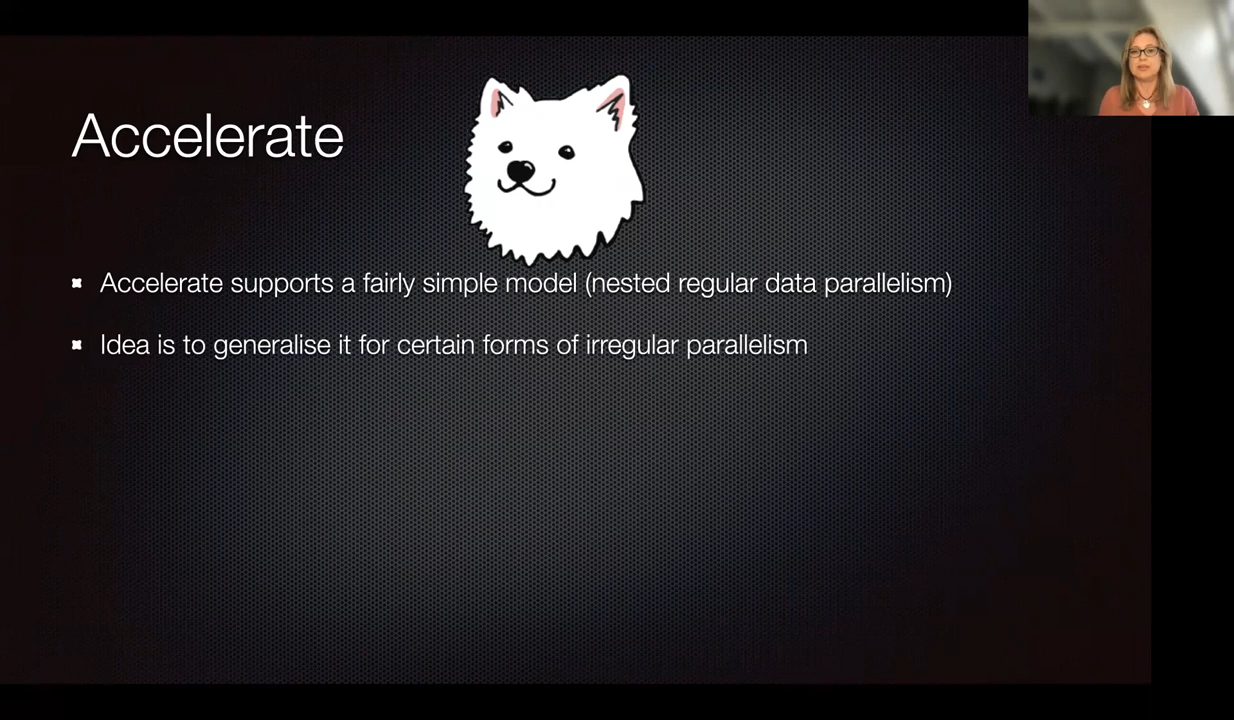 Accelerate
Accelerate supports a fairly simple model (nested regular data parallelism)
Idea is to generalise it for certain forms of irregular parallelism